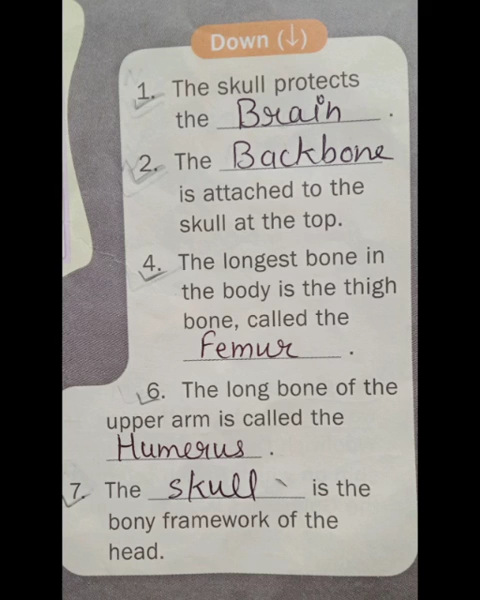 Down (↓)
1. The skull protects
the Brain.
2. The Backbone
is attached to the
skull at the top.
4. The longest bone in
the body is the thigh
bone, called the
Femur.
6. The long bone of the
upper arm is called the
Humerus.
7. The skull is the
bony framework of the
head.